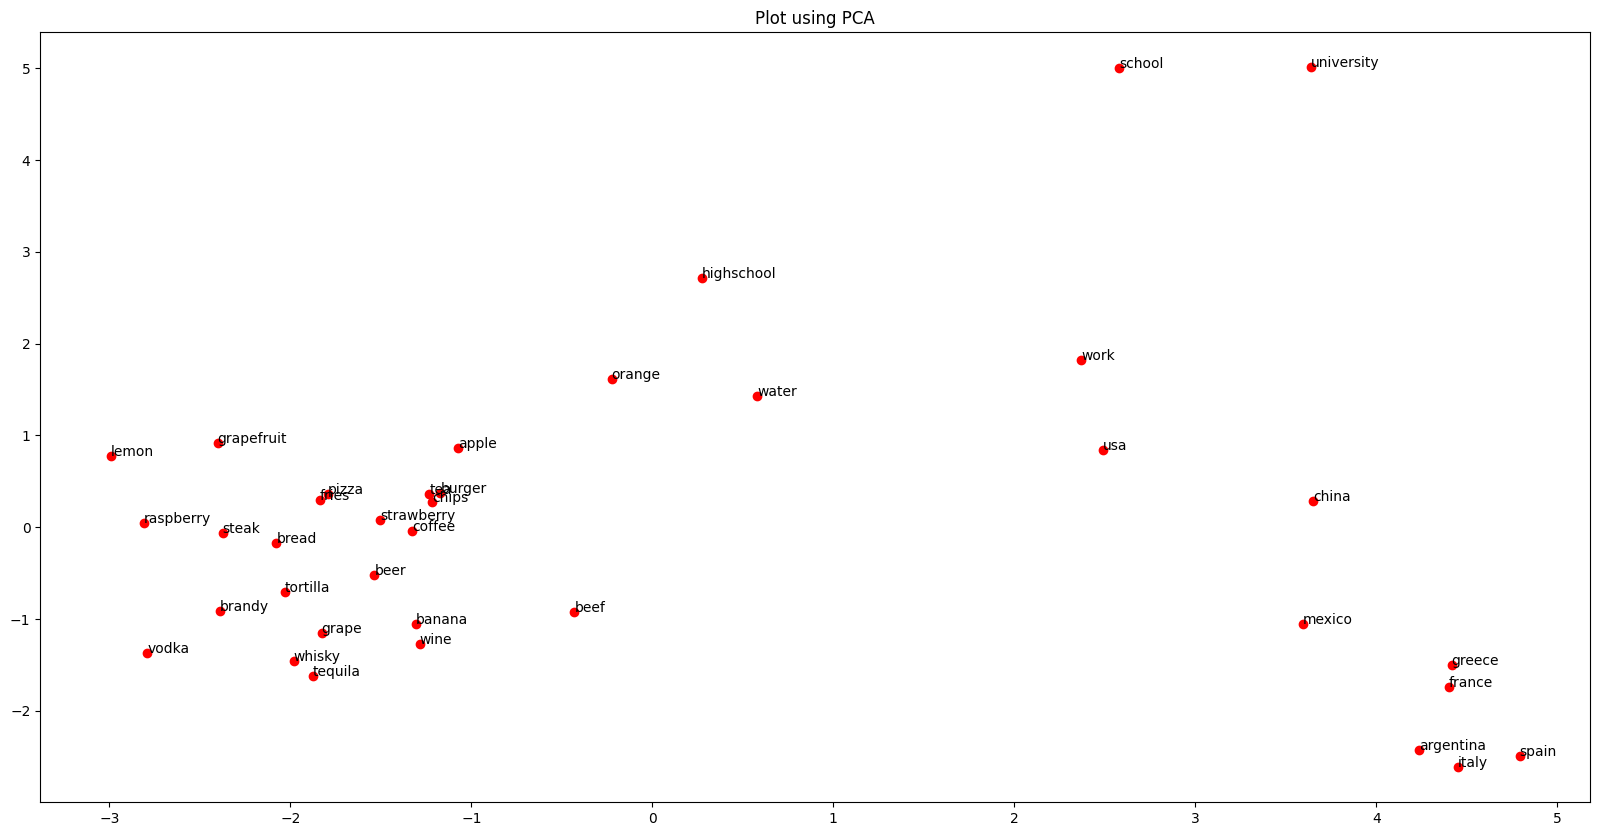 Plot using PCA
5
school
university
4
3
highschool
2
work
orange
water
1
grapefruit
apple
usa
lemon
pizza
tea
burger
fries
chips
china
raspberry
strawberry
0
steak
coffee
bread
beer
tortilla
brandy
beef
−1
banana
mexico
grape
wine
vodka
whisky
tequila
greece
france
−2
argentina
spain
italy
−3 −2 −1 0 1 2 3 4 5